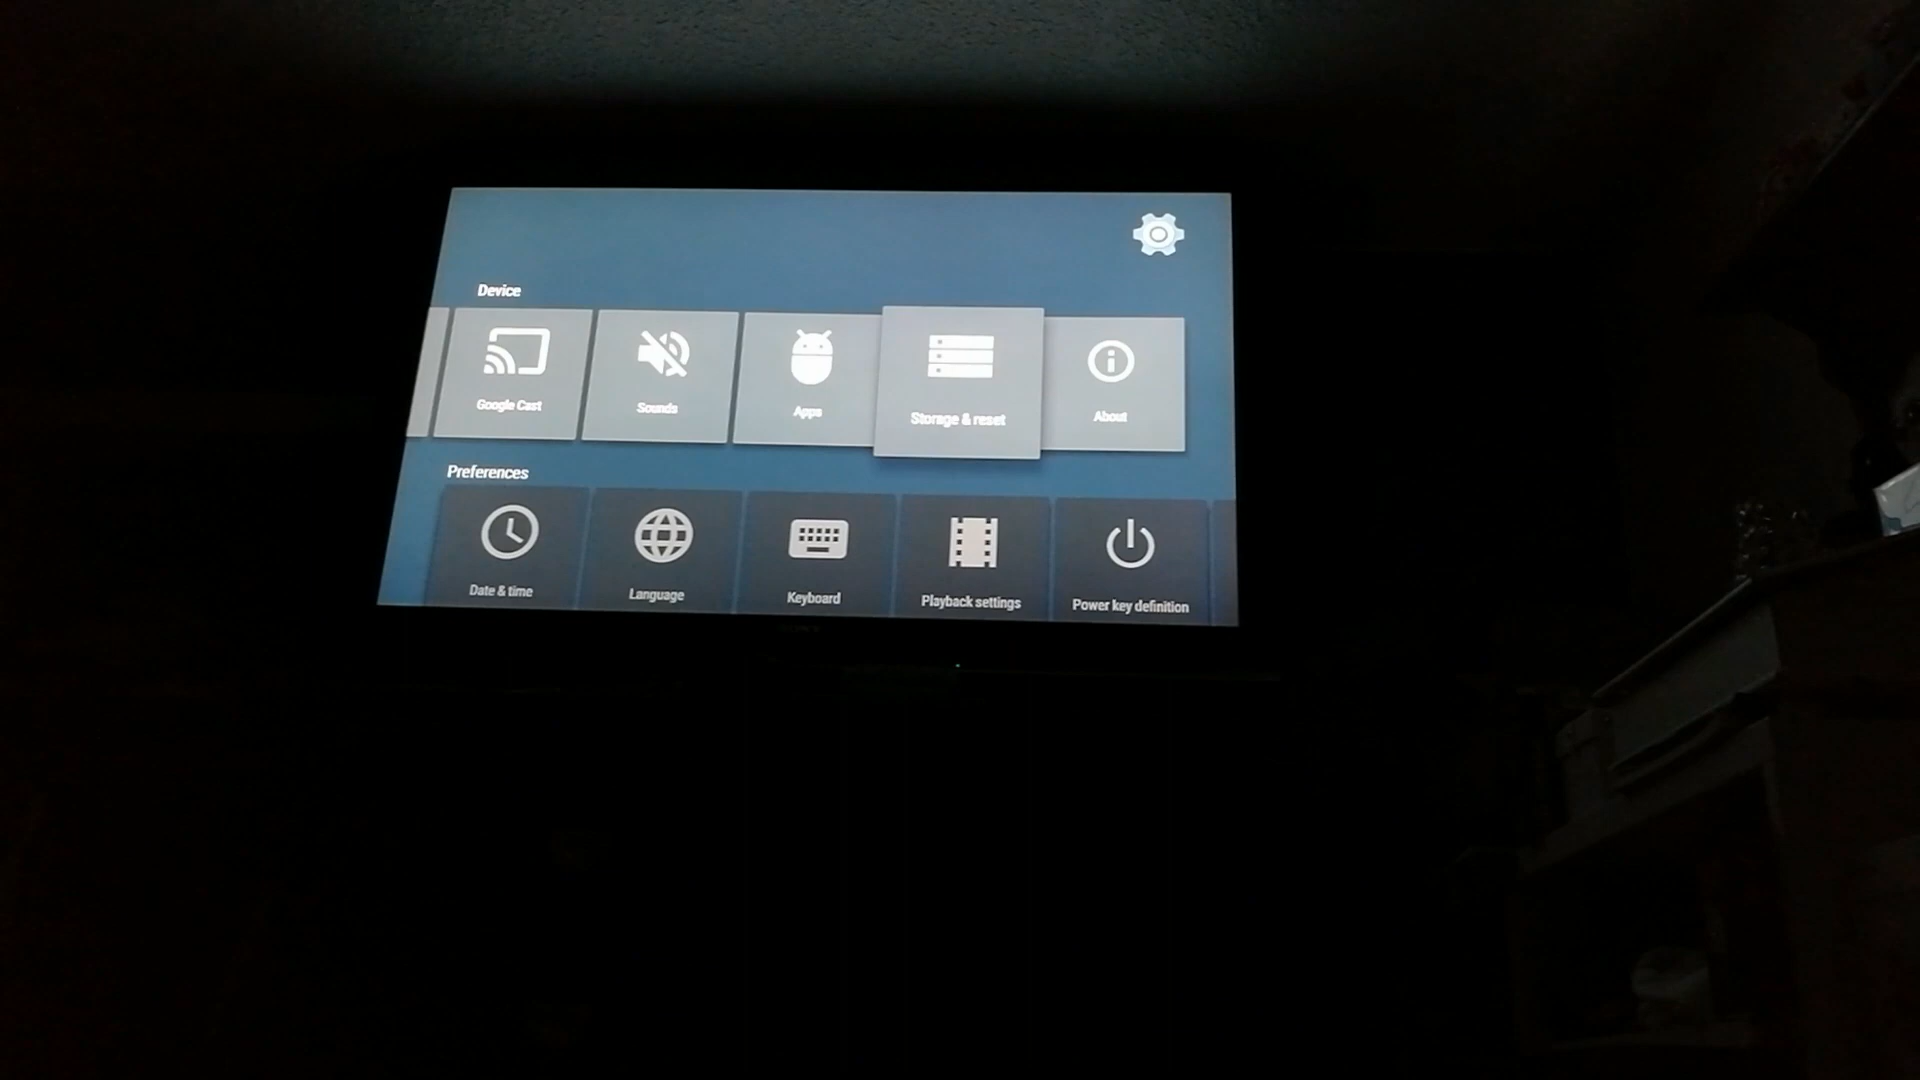 Device
Google Cast
Sounds
Apps
Storage & reset
About
Preferences
Date & time
Language
Keyboard
Playback settings
Power key definition